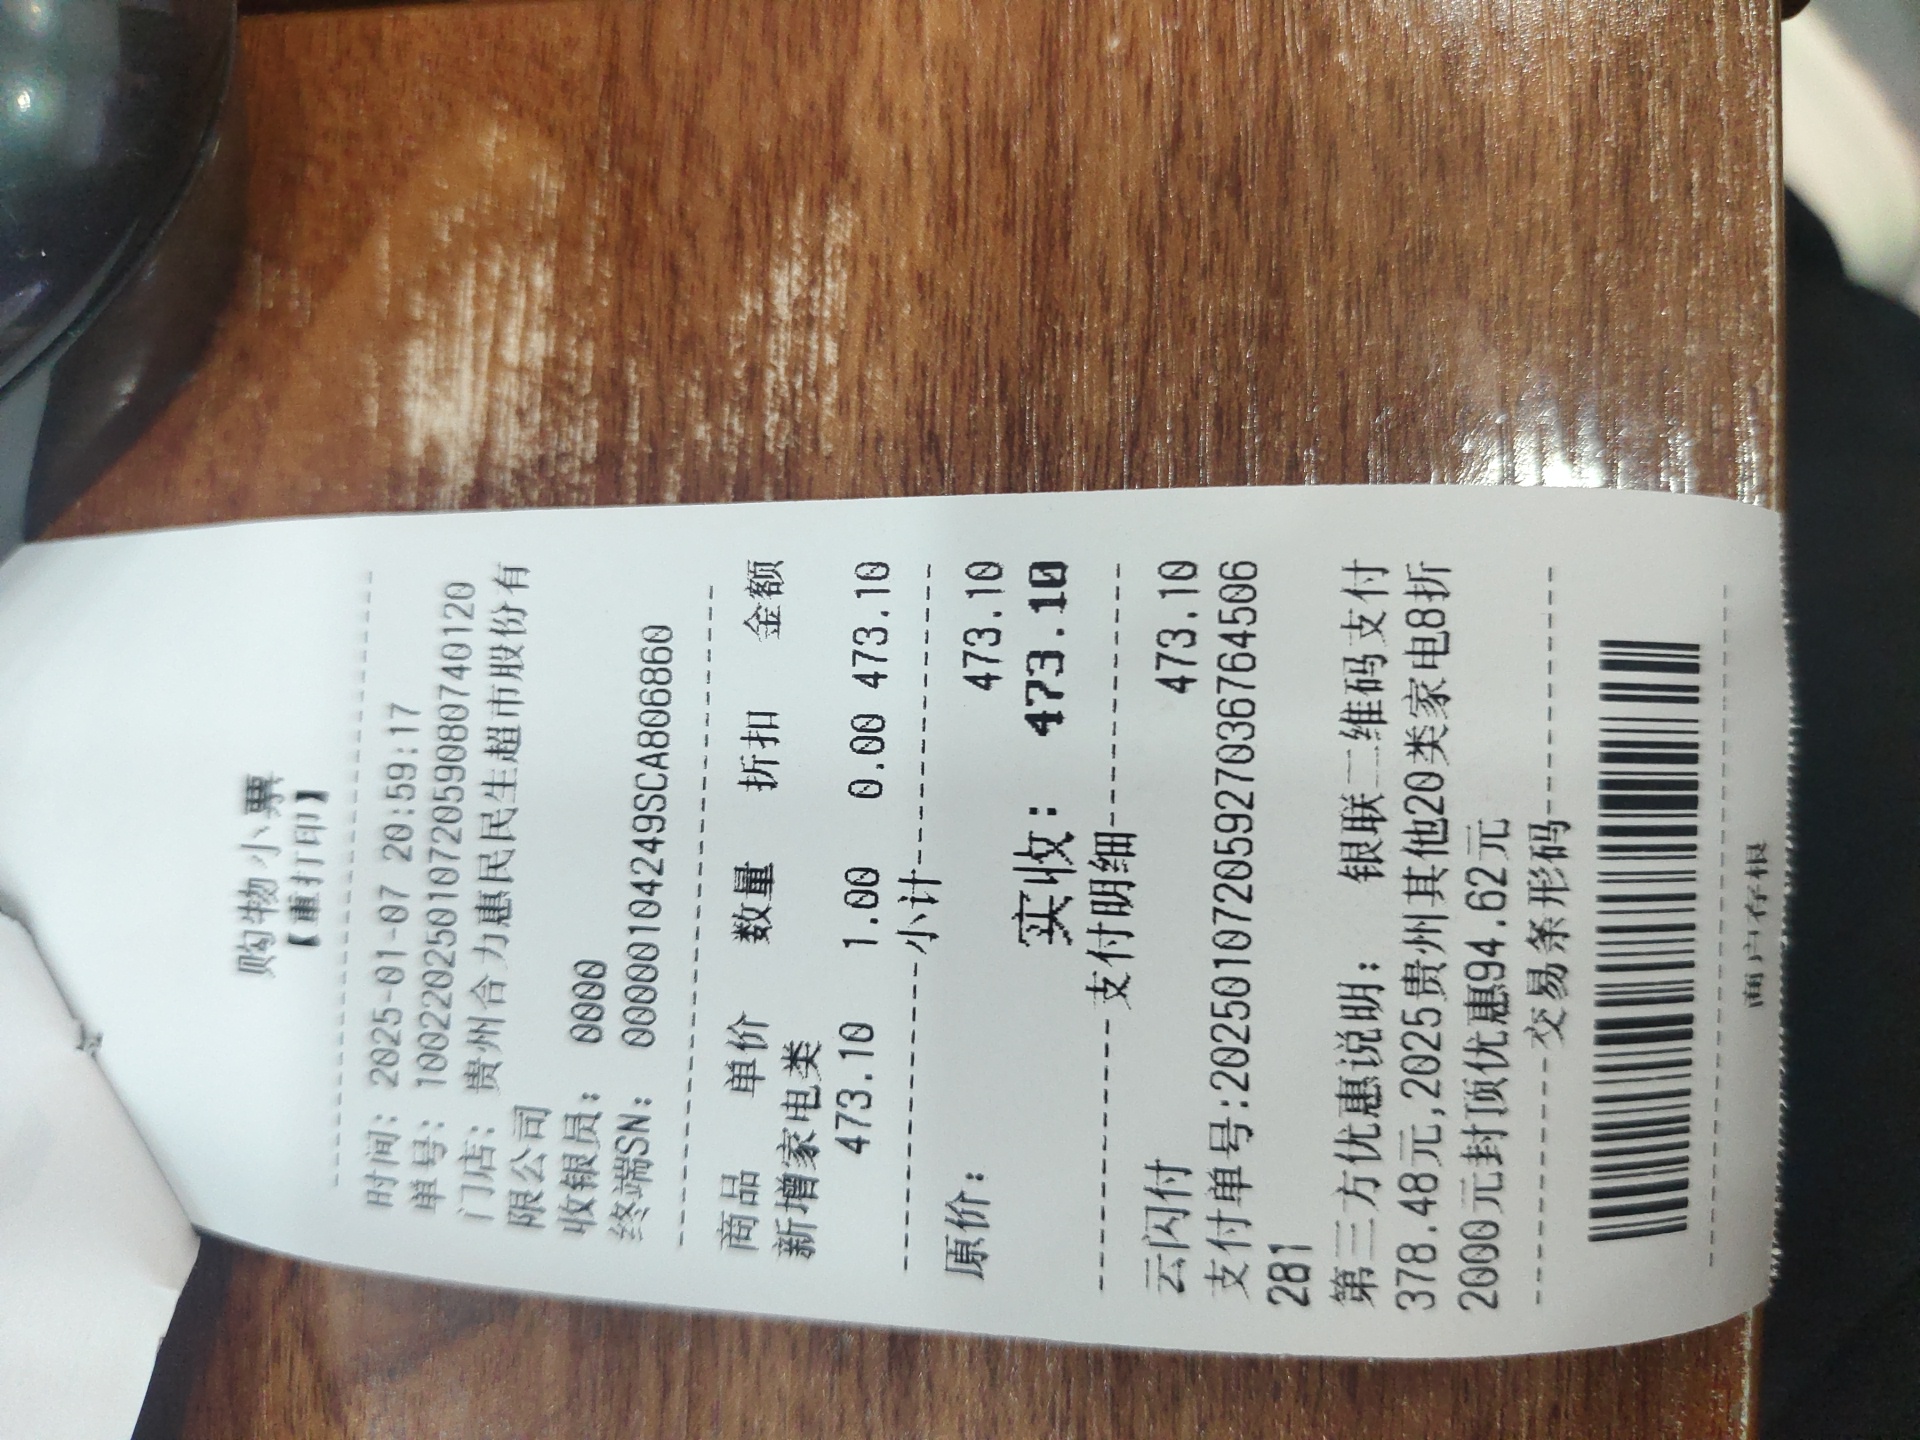 购物小票
【重打印】
时间：2025-01-07 20:59:17
单号：100220250107205908074​0120
门店：贵州合力惠民民生超市股份有
限公司
收银员：0000
终端SN：00000104249SCA806860
商品 单价 数量 折扣 金额
新增家电类
473.10 1.00 0.00 473.10
小计
原价： 473.10
实收：473.10
支付明细
云闪付 473.10
支付单号:20250107205927036764506
281
第三方优惠说明： 银联二维码支付
378.48元,2025贵州其他20类家电8折
2000元封顶优惠94.62元
交易条形码
商户存根